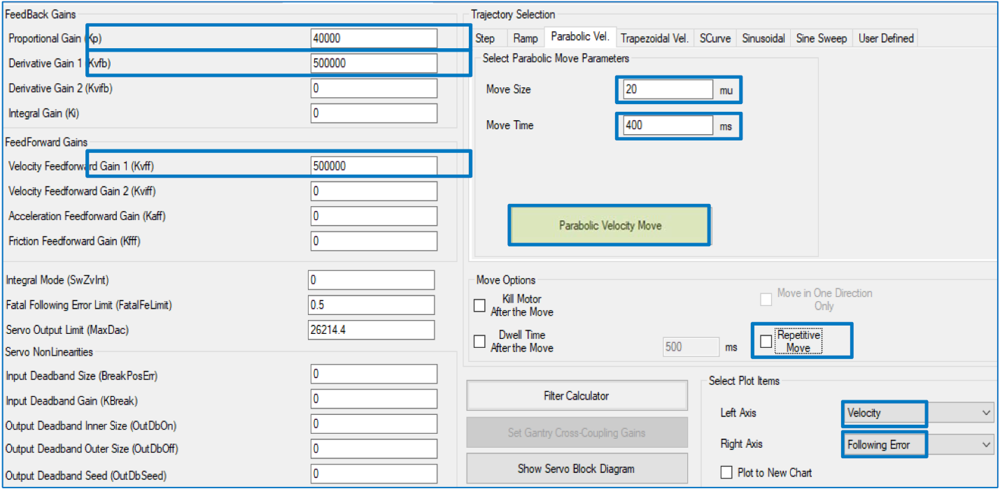 FeedBack Gains
Proportional Gain (Kp) 40000
Derivative Gain 1 (Kvfb) 500000
Derivative Gain 2 (Kvifb) 0
Integral Gain (Ki) 0
FeedForward Gains
Velocity Feedforward Gain 1 (Kvff) 500000
Velocity Feedforward Gain 2 (Kviff) 0
Acceleration Feedforward Gain (Kaff) 0
Friction Feedforward Gain (Kfff) 0
Integral Mode (SwZvInt) 0
Fatal Following Error Limit (FatalFeLimit) 0.5
Servo Output Limit (MaxDac) 26214.4
Servo NonLinearities
Input Deadband Size (BreakPosErr) 0
Input Deadband Gain (KBreak) 0
Output Deadband Inner Size (OutDbOn) 0
Output Deadband Outer Size (OutDbOff) 0
Output Deadband Seed (OutDbSeed) 0
Trajectory Selection
Step Ramp Parabolic Vel. Trapezoidal Vel. SCurve Sinusoidal Sine Sweep User Defined
Select Parabolic Move Parameters
Move Size 20 mu
Move Time 400 ms
Parabolic Velocity Move
Move Options
Kill Motor
After the Move
Move in One Direction
Only
Dwell Time
After the Move
500 ms
Repetitive
Move
Filter Calculator
Set Gantry Cross-Coupling Gains
Show Servo Block Diagram
Select Plot Items
Left Axis Velocity
Right Axis Following Error
Plot to New Chart